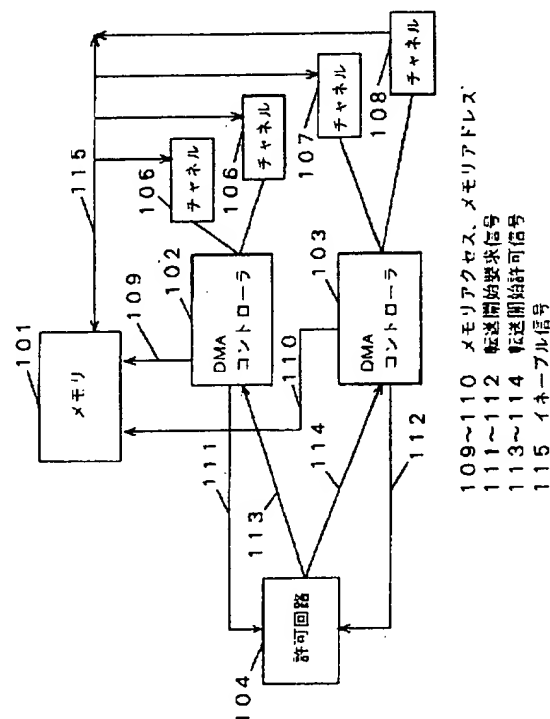 101
メモリ
115
109
102
DMA
コントローラ
105
チャネル
106
チャネル
107
チャネル
108
チャネル
110
103
DMA
コントローラ
111
113
114
112
104
許可回路
109～110 メモリアクセス、メモリアドレス
111～112 転送開始要求信号
113～114 転送開始許可信号
115 イネーブル信号